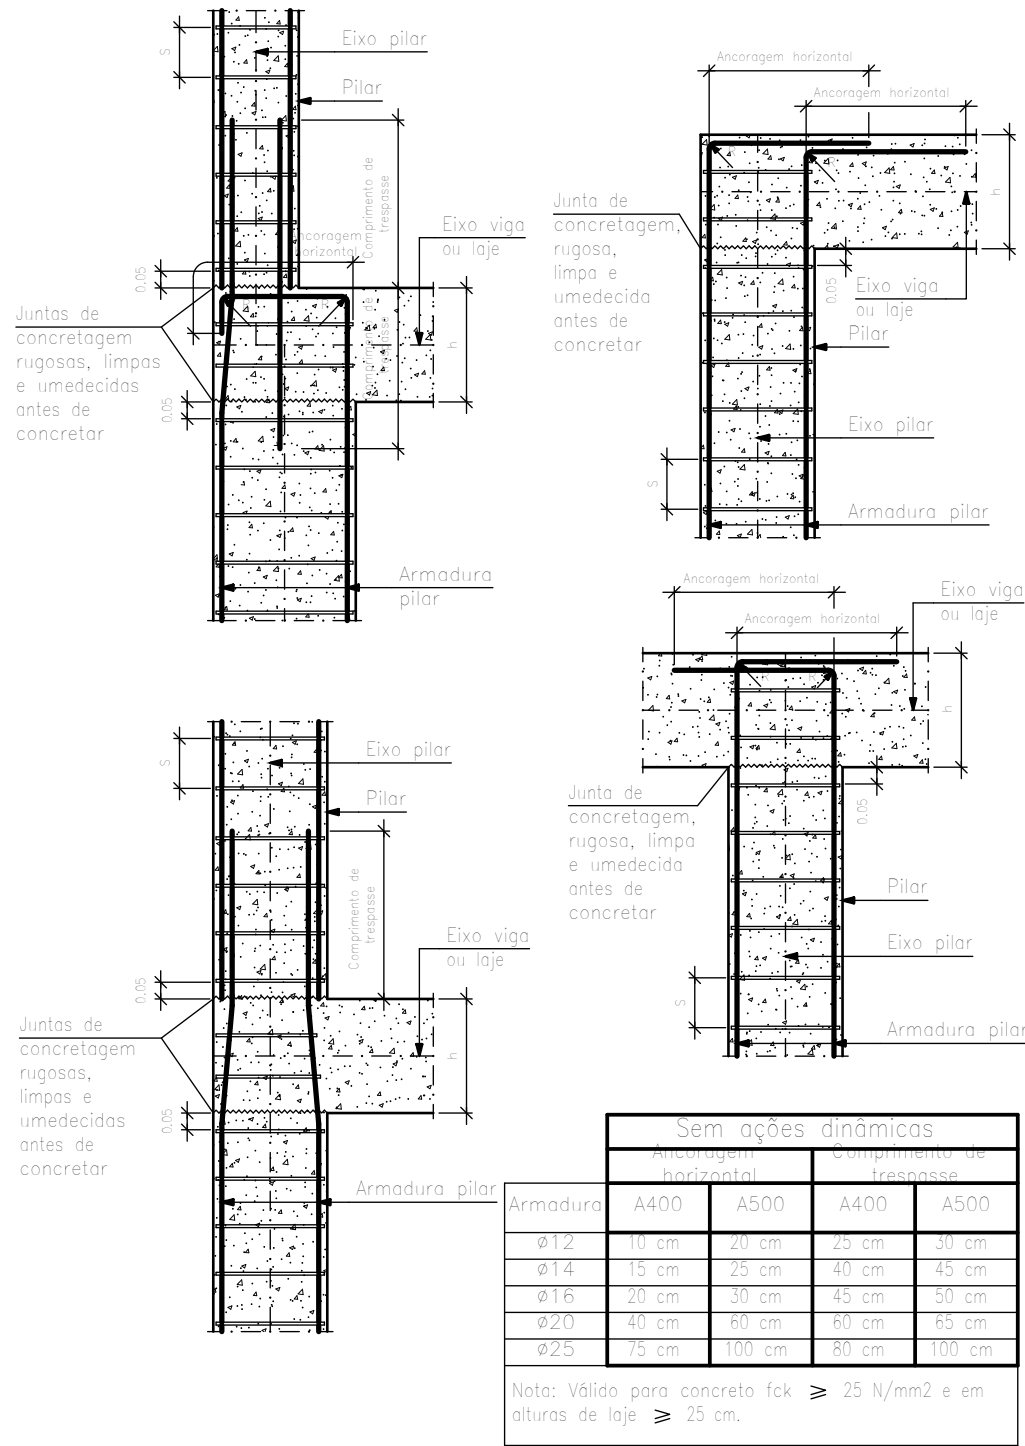 Eixo pilar
Pilar
S
Comprimento de
trespasse
Ancoragem
horizontal
Eixo viga
ou laje
0.05
R
R
Juntas de
concretagem
rugosas, limpas
e umedecidas
antes de
concretar
h
Comprimento de
trespasse
Comprimento de
trespasse
0.05
Armadura
pilar
Ancoragem horizontal
Ancoragem horizontal
R
R
h
Junta de
concretagem,
rugosa,
limpa e
umedecida
antes de
concretar
0.05
Eixo viga
ou laje
Pilar
Eixo pilar
S
Armadura pilar
Ancoragem horizontal
Ancoragem horizontal
Eixo viga
ou laje
R
R
h
Junta de
concretagem,
rugosa, limpa
e umedecida
antes de
concretar
0.05
Pilar
Eixo pilar
S
Armadura pilar
S
Eixo pilar
Pilar
Comprimento de
trespasse
Eixo viga
ou laje
0.05
Juntas de
concretagem
rugosas,
limpas e
umedecidas
antes de
concretar
h
0.05
Armadura pilar
Sem ações dinâmicas
Ancoragem
horizontal
Comprimento de
trespasse
Armadura A400 A500 A400 A500
ø12 10 cm 20 cm 25 cm 30 cm
ø14 15 cm 25 cm 40 cm 45 cm
ø16 20 cm 30 cm 45 cm 50 cm
ø20 40 cm 60 cm 60 cm 65 cm
ø25 75 cm 100 cm 80 cm 100 cm
Nota: Válido para concreto fck ⩾ 25 N/mm2 e em
alturas de laje ⩾ 25 cm.